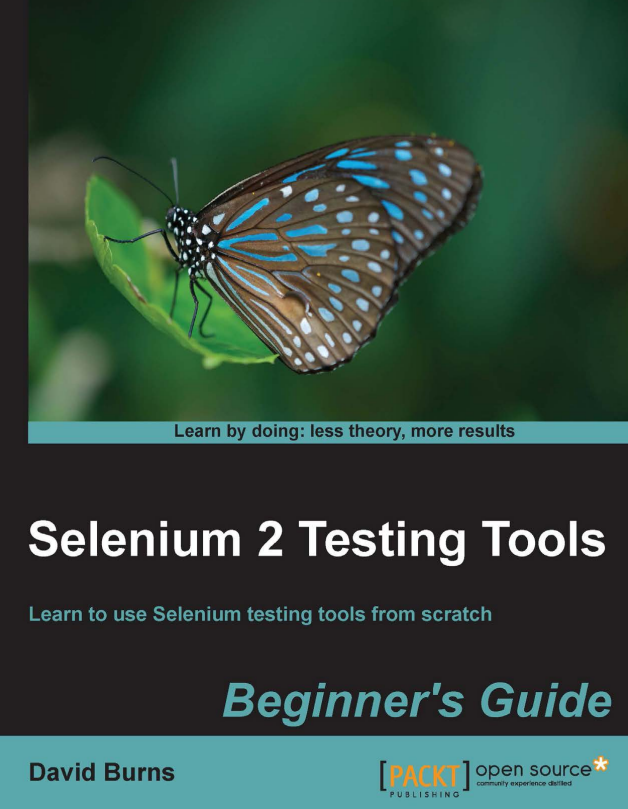 Learn by doing: less theory, more results
Selenium 2 Testing Tools
Learn to use Selenium testing tools from scratch
Beginner's Guide
David Burns
[PACKT] open source*
PUBLISHING community experience distilled